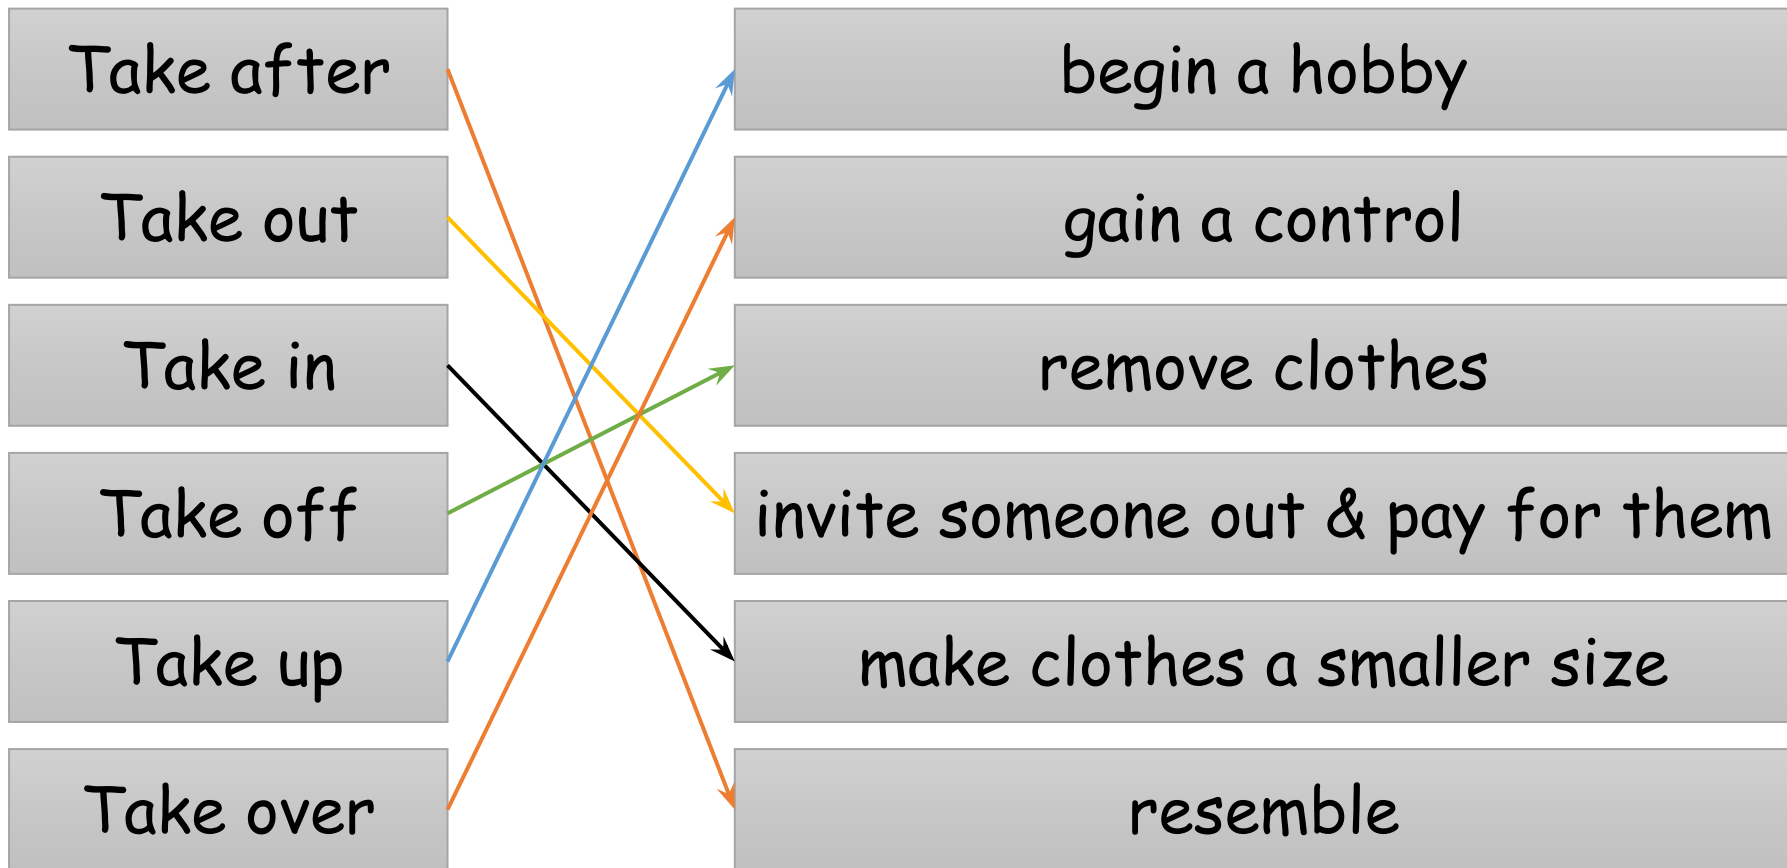 Take after
begin a hobby
Take out
gain a control
Take in
remove clothes
Take off
invite someone out & pay for them
Take up
make clothes a smaller size
Take over
resemble